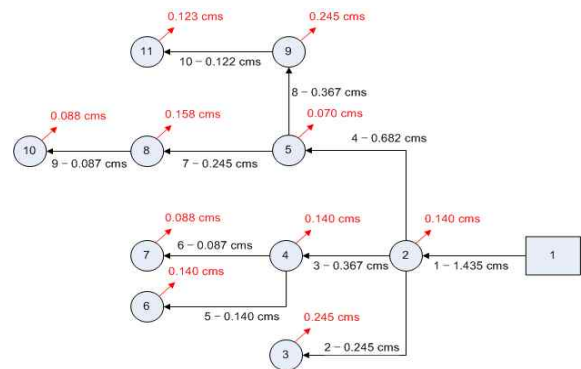 0.123 cms
0.245 cms
11
9
10 – 0.122 cms
8 – 0.367 cms
0.088 cms
0.158 cms
0.070 cms
4 – 0.682 cms
10
8
5
9 – 0.087 cms
7 – 0.245 cms
0.088 cms
0.140 cms
0.140 cms
6 – 0.087 cms
7
4
2
1
3 – 0.367 cms
1 – 1.435 cms
0.140 cms
6
5 – 0.140 cms
0.245 cms
2 – 0.245 cms
3